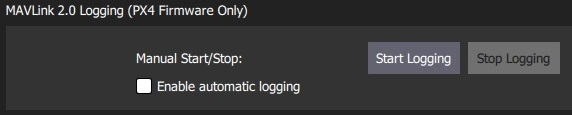 MAVLink 2.0 Logging (PX4 Firmware Only)
Manual Start/Stop: Start Logging Stop Logging
Enable automatic logging